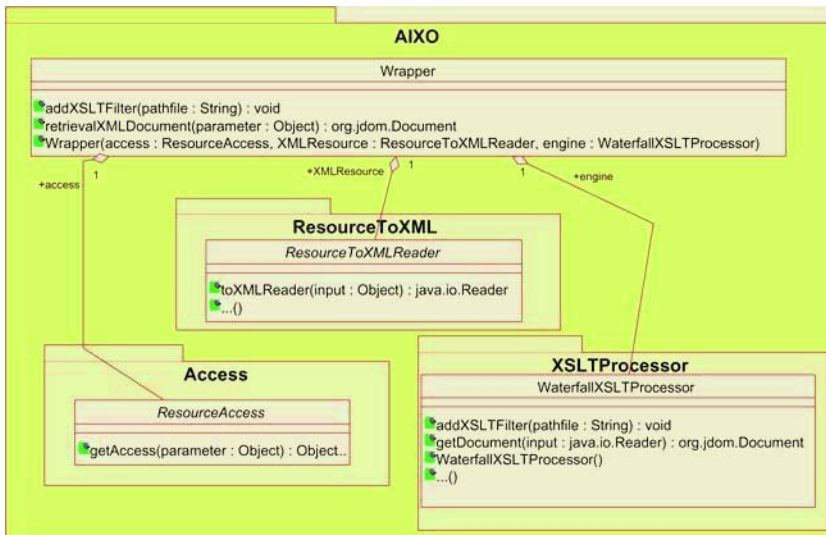 AIXO
Wrapper
addXSLTFilter(pathfile : String) : void
retrievalXMLDocument(parameter : Object) : org.jdom.Document
Wrapper(access : ResourceAccess, XMLResource : ResourceToXMLReader, engine : WaterfallXSLTProcessor)
+access
1
+XMLResource
1
1
+engine
ResourceToXML
ResourceToXMLReader
toXMLReader(input : Object) : java.io.Reader
...()
Access
ResourceAccess
getAccess(parameter : Object) : Object..
XSLTProcessor
WaterfallXSLTProcessor
addXSLTFilter(pathfile : String) : void
getDocument(input : java.io.Reader) : org.jdom.Document
WaterfallXSLTProcessor()
...()